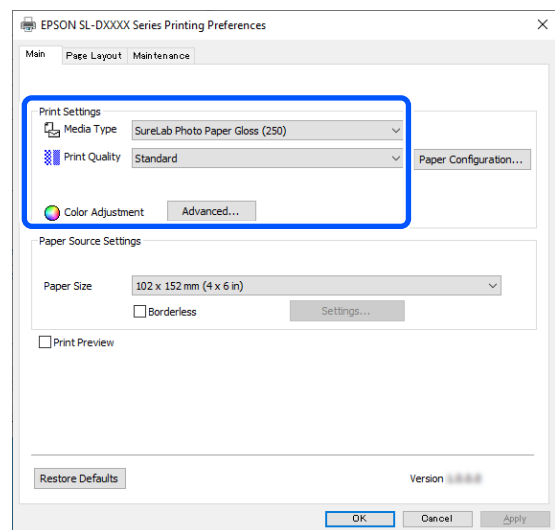 EPSON SL-DXXXX Series Printing Preferences
Main Page Layout Maintenance
Print Settings
Media Type SureLab Photo Paper Gloss (250)
Print Quality Standard Paper Configuration...
Color Adjustment Advanced...
Paper Source Settings
Paper Size 102 x 152 mm (4 x 6 in)
Borderless Settings...
Print Preview
Restore Defaults Version
OK Cancel Apply